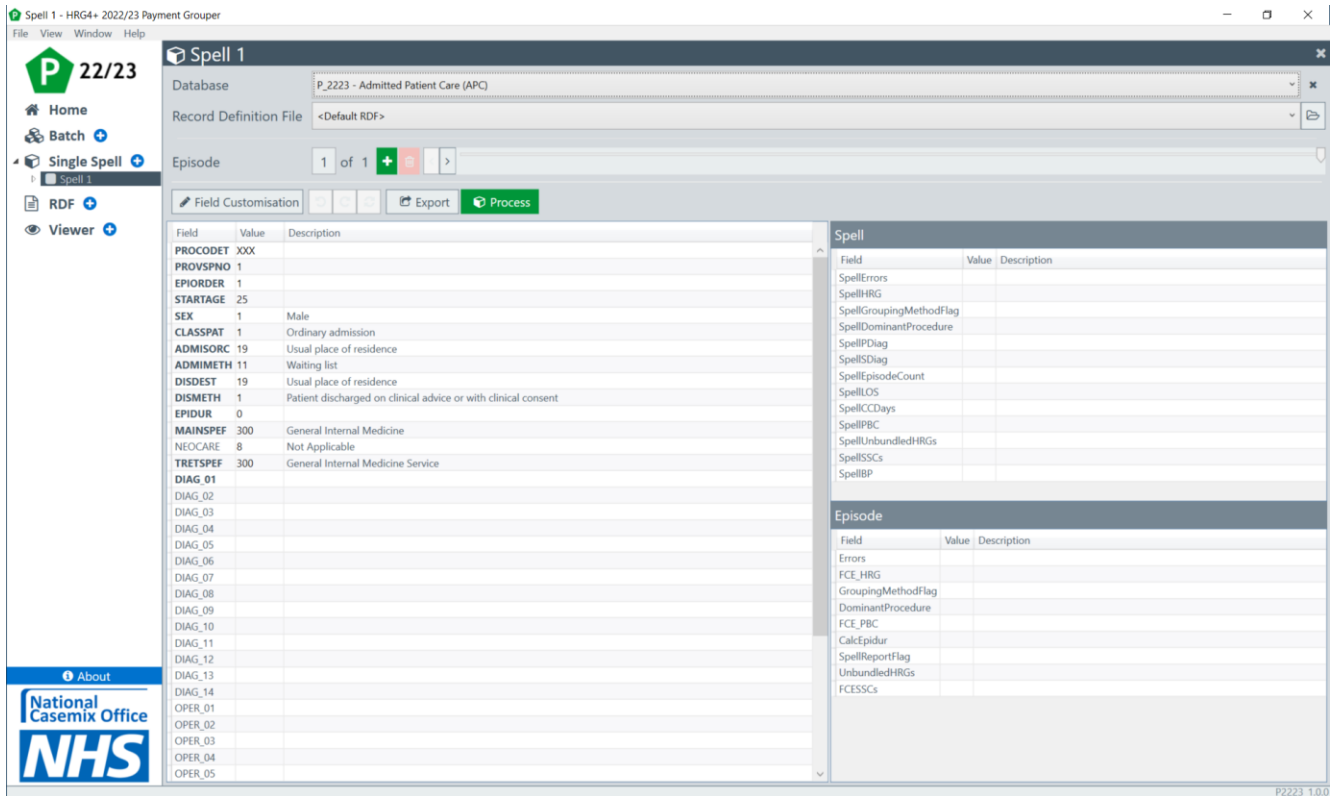 Spell 1 - HRG4+ 2022/23 Payment Grouper
File View Window Help
P 22/23
Home
Batch
Single Spell
Spell 1
RDF
Viewer
About
National
Casemix Office
NHS
Spell 1
Database P_2223 - Admitted Patient Care (APC)
Record Definition File <Default RDF>
Episode 1 of 1
Field Customisation Export Process
Field Value Description
PROCODET XXX
PROVSPNO 1
EPIORDER 1
STARTAGE 25
SEX 1 Male
CLASSPAT 1 Ordinary admission
ADMISORC 19 Usual place of residence
ADMIMETH 11 Waiting list
DISDEST 19 Usual place of residence
DISMETH 1 Patient discharged on clinical advice or with clinical consent
EPIDUR 0
MAINSPEF 300 General Internal Medicine
NEOCARE 8 Not Applicable
TRETSPEF 300 General Internal Medicine Service
DIAG_01
DIAG_02
DIAG_03
DIAG_04
DIAG_05
DIAG_06
DIAG_07
DIAG_08
DIAG_09
DIAG_10
DIAG_11
DIAG_12
DIAG_13
DIAG_14
OPER_01
OPER_02
OPER_03
OPER_04
OPER_05
Spell
Field Value Description
SpellErrors
SpellHRG
SpellGroupingMethodFlag
SpellDominantProcedure
SpellPDiag
SpellSDiag
SpellEpisodeCount
SpellLOS
SpellCCDays
SpellPBC
SpellUnbundledHRGs
SpellSSCs
SpellBP
Episode
Field Value Description
Errors
FCE_HRG
GroupingMethodFlag
DominantProcedure
FCE_PBC
CalcEpidur
SpellReportFlag
UnbundledHRGs
FCESSCs
P2223 1.0.0